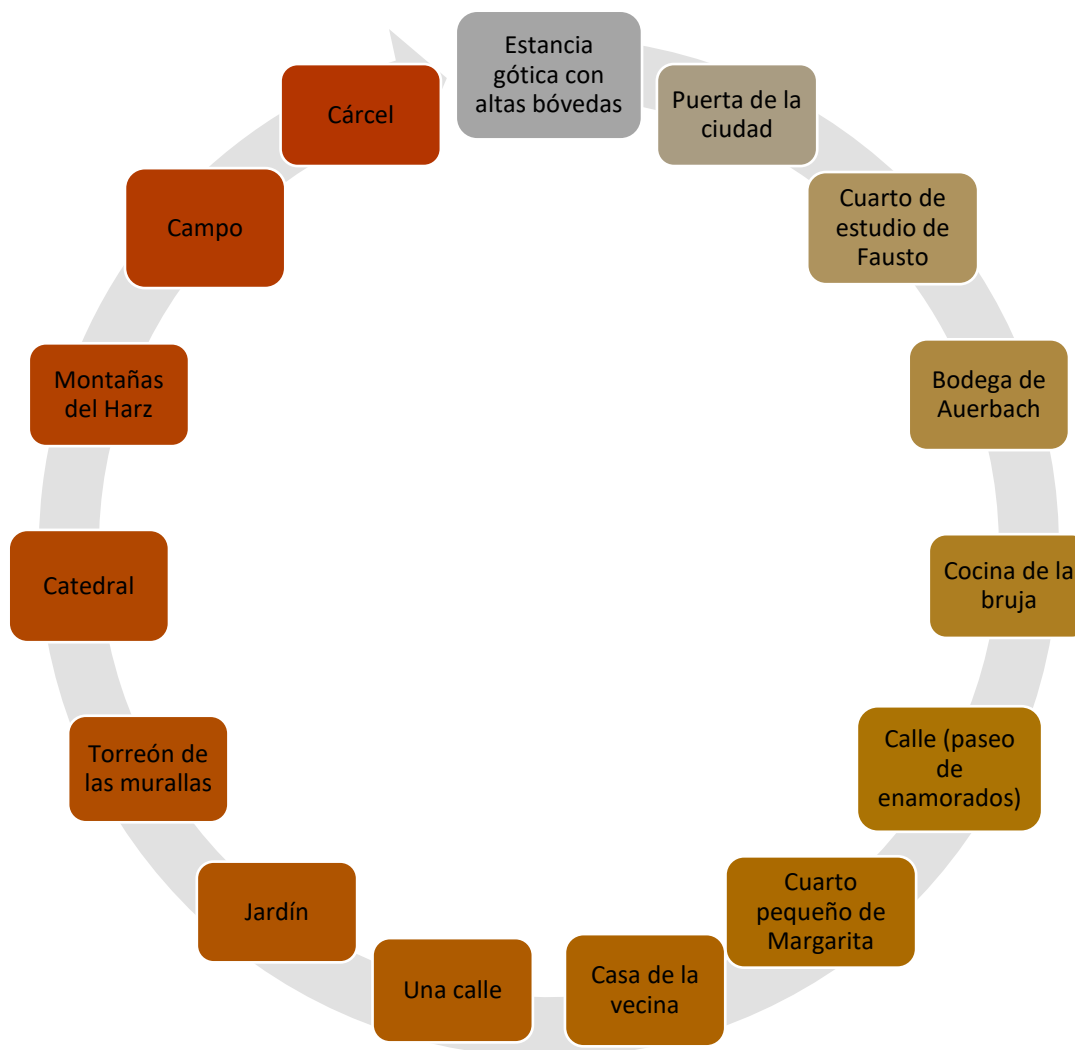 Estancia
gótica con
altas bóvedas
Puerta de la
ciudad
Cuarto de
estudio de
Fausto
Bodega de
Auerbach
Cocina de la
bruja
Calle (paseo
de
enamorados)
Cuarto
pequeño de
Margarita
Casa de la
vecina
Una calle
Jardín
Torreón de
las murallas
Catedral
Montañas
del Harz
Campo
Cárcel